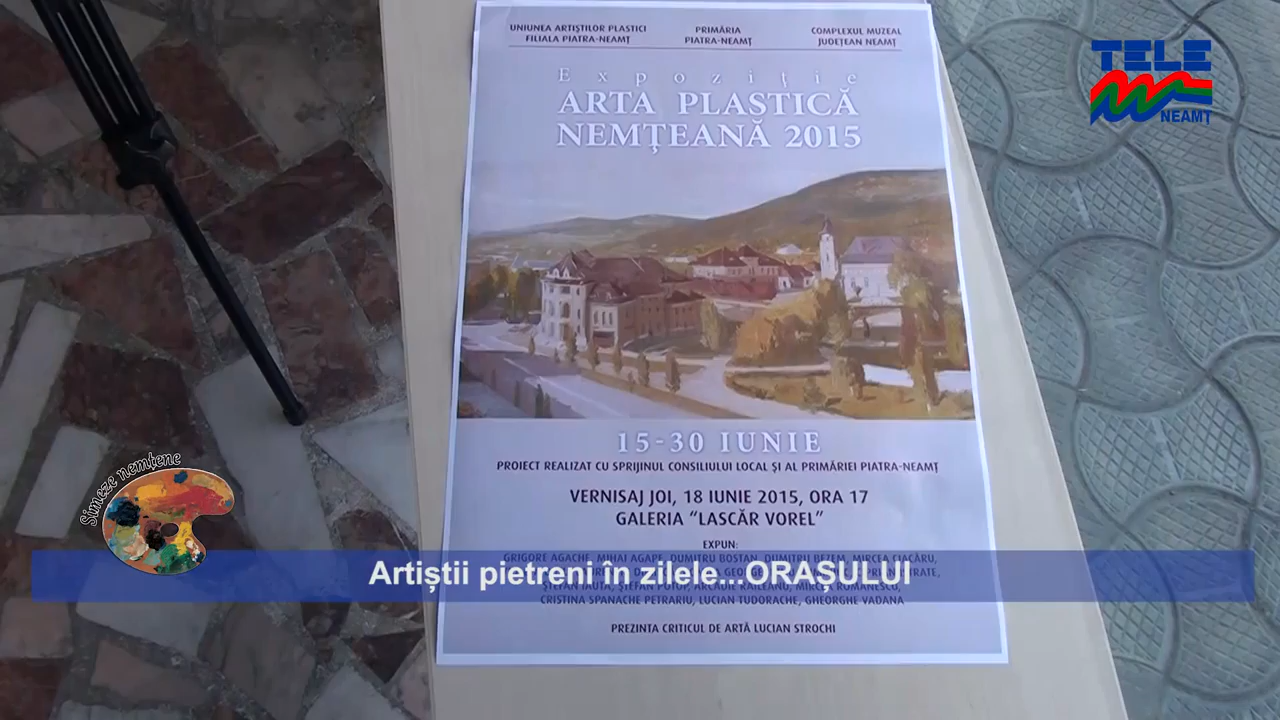 UNIUNEA ARTIȘTILOR PLASTICI
FILIALA PIATRA-NEAMȚ
PRIMĂRIA
PIATRA-NEAMȚ
COMPLEXUL MUZEAL
JUDEȚEAN NEAMȚ
Expoziție
ARTA PLASTICĂ
NEMȚEANĂ 2015
TELE
NEAMȚ
15-30 IUNIE
PROIECT REALIZAT CU SPRIJINUL CONSILIULUI LOCAL ȘI AL PRIMĂRIEI PIATRA-NEAMȚ
VERNISAJ JOI, 18 IUNIE 2015, ORA 17
GALERIA "LASCĂR VOREL"
Simeze nemțene
EXPUN:
GRIGORE AGACHE, MIHAI AGAPE, DUMITRU BOSTAN, DUMITRU BEZEM, MIRCEA CIACÂRU,
Artiștii pietreni în zilele...ORAȘULUI
CRISTINA SPANACHE PETRARIU, LUCIAN TUDORACHE, GHEORGHE VADANA
PREZINTA CRITICUL DE ARTĂ LUCIAN STROCHI